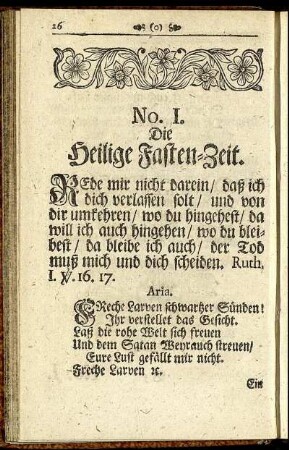 26 (0)
No. I.
Die
Heilige Fasten-Zeit.
REde mir nicht darein/ daß ich
dich verlassen solt/ und von
dir umkehren/ wo du hingehest/ da
will ich auch hingehen/ wo du blei-
best/ da bleibe ich auch/ der Tod
muß mich und dich scheiden. Ruth.
I. ℣. 16. 17.
Aria.
FReche Larven schwartzer Sünden!
Ihr verstellet das Gesicht.
Laß die rohe Welt sich freuen
Und dem Satan Weyrauch streuen/
Eure Lust gefällt mir nicht.
Freche Larven ꝛc.
Ein